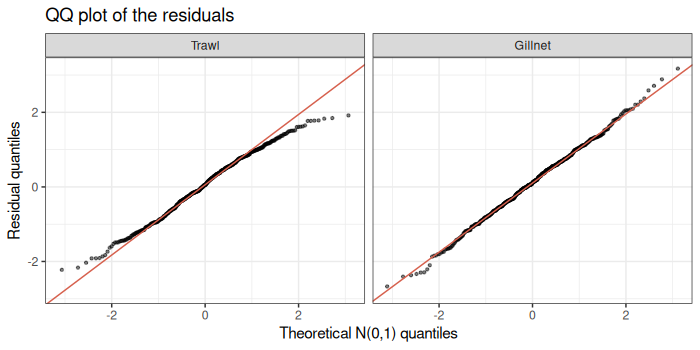 QQ plot of the residuals
Trawl Gillnet
Residual quantiles
2
0
-2
-2 0 2 -2 0 2
Theoretical N(0,1) quantiles